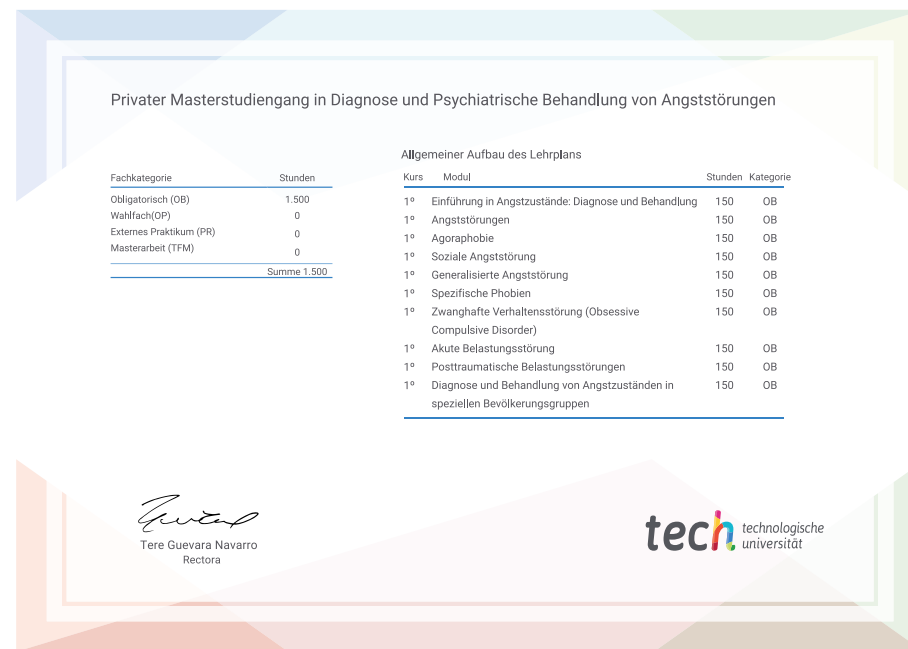 Privater Masterstudiengang in Diagnose und Psychiatrische Behandlung von Angststörungen
Fachkategorie Stunden
Obligatorisch (OB) 1.500
Wahlfach(OP) 0
Externes Praktikum (PR) 0
Masterarbeit (TFM) 0
Summe 1.500
Allgemeiner Aufbau des Lehrplans
Kurs Modul Stunden Kategorie
1º Einführung in Angstzustände: Diagnose und Behandlung 150 OB
1º Angststörungen 150 OB
1º Agoraphobie 150 OB
1º Soziale Angststörung 150 OB
1º Generalisierte Angststörung 150 OB
1º Spezifische Phobien 150 OB
1º Zwanghafte Verhaltensstörung (Obsessive 150 OB
Compulsive Disorder)
1º Akute Belastungsstörung 150 OB
1º Posttraumatische Belastungsstörungen 150 OB
1º Diagnose und Behandlung von Angstzuständen in 150 OB
speziellen Bevölkerungsgruppen
Tere Guevara Navarro
Rectora
tech technologische
universität